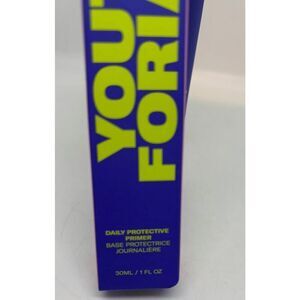 YOUT
FORIA
DAILY PROTECTIVE
PRIMER
BASE PROTECTRICE
JOURNALIÈRE
30ML / 1 FL OZ